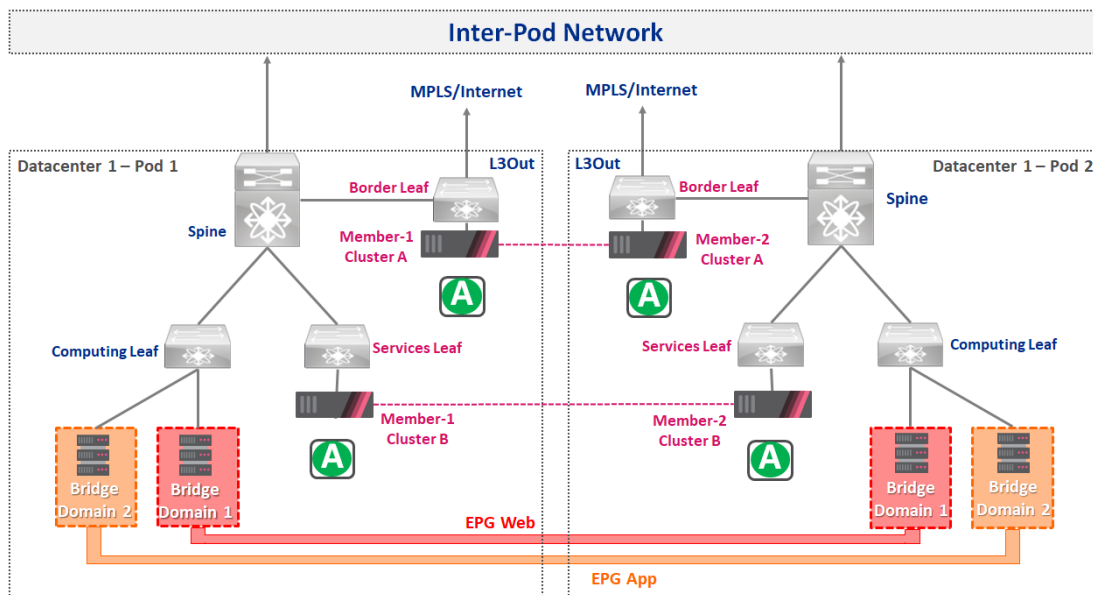 Inter-Pod Network
MPLS/Internet
MPLS/Internet
Datacenter 1 – Pod 1
L3Out
L3Out
Datacenter 1 – Pod 2
Border Leaf
Border Leaf
Spine
Spine
Member-1
Cluster A
Member-2
Cluster A
A
A
Computing Leaf
Services Leaf
Services Leaf
Computing Leaf
Member-1
Cluster B
Member-2
Cluster B
A
A
Bridge
Domain 2
Bridge
Domain 1
Bridge
Domain 1
Bridge
Domain 2
EPG Web
EPG App